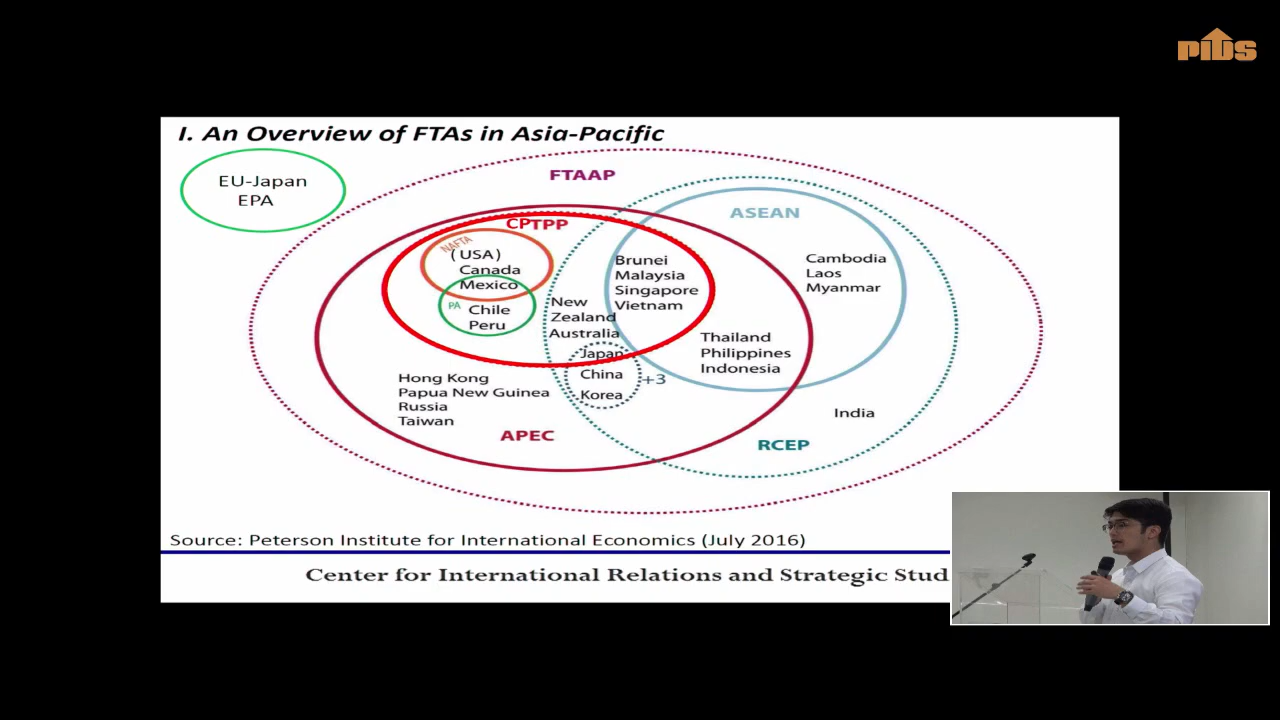 PIDS
I. An Overview of FTAs in Asia-Pacific
EU-Japan
EPA
FTAAP
ASEAN
CPTPP
NAFTA
(USA)
Canada
Mexico
PA
Chile
Peru
Brunei
Malaysia
Singapore
Vietnam
Cambodia
Laos
Myanmar
New
Zealand
Australia
Japan
China
Korea
+3
Thailand
Philippines
Indonesia
Hong Kong
Papua New Guinea
Russia
Taiwan
India
APEC
RCEP
Source: Peterson Institute for International Economics (July 2016)
Center for International Relations and Strategic Stud